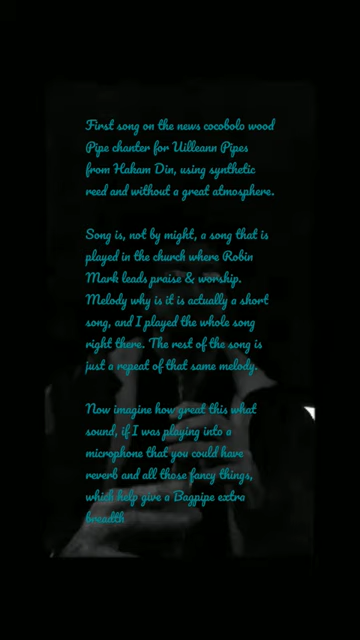 First song on the news cocobolo wood
Pipe chanter for Uilleann Pipes
from Hakam Din, using synthetic
reed and without a great atmosphere.
Song is, not by might, a song that is
played in the church where Robin
Mark leads praise & worship.
Melody why is it is actually a short
song, and I played the whole song
right there. The rest of the song is
just a repeat of that same melody.
Now imagine how great this what
sound, if I was playing into a
microphone that you could have
reverb and all those fancy things,
which help give a Bagpipe extra
breadth